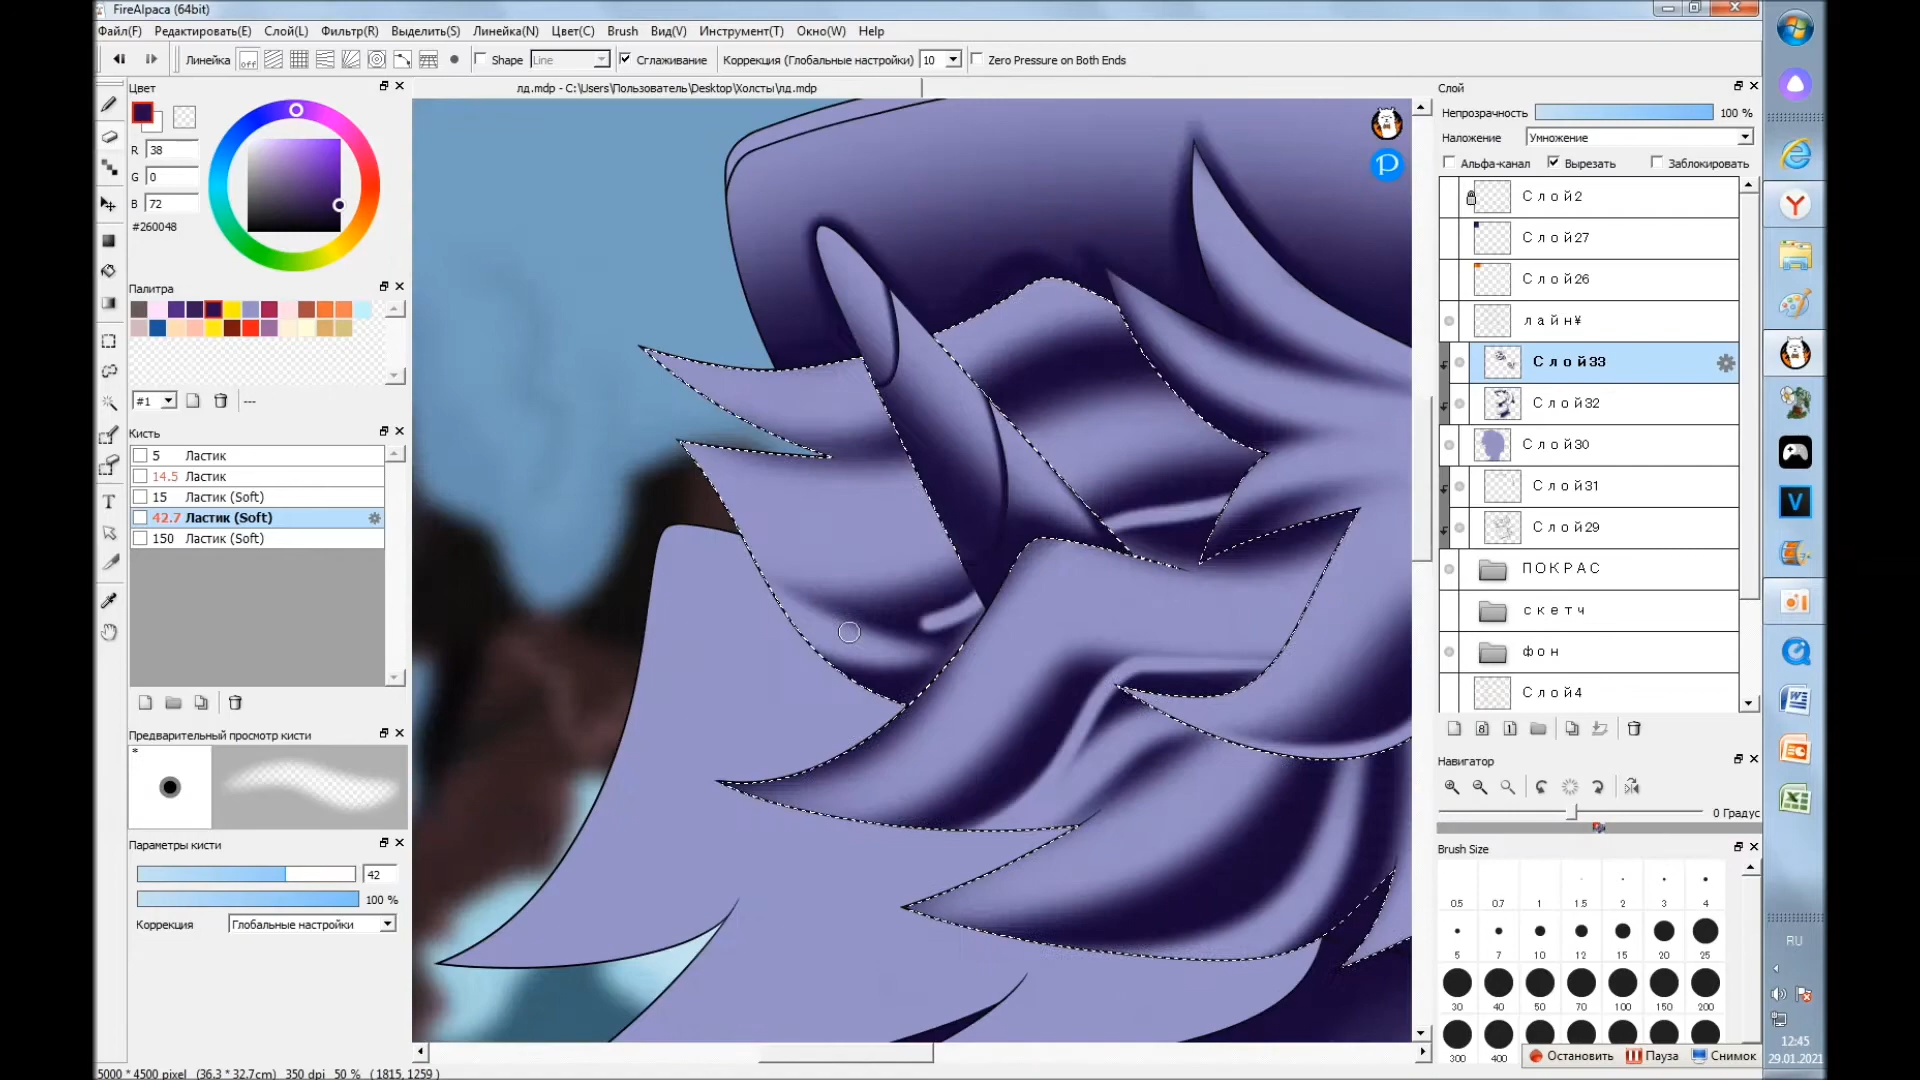 FireAlpaca (64bit)
Файл(F) Редактировать(E) Слой(L) Фильтр(R) Выделить(S) Линейка(N) Цвет(C) Brush Вид(V) Инструмент(T) Окно(W) Help
Линейка off Shape Line Сглаживание Коррекция (Глобальные настройки) 10 Zero Pressure on Both Ends
лд.mdp - C:\Users\Пользователь\Desktop\Холсты\лд.mdp
Цвет
R 38
G 0
B 72
#260048
Палитра
#1 ---
Кисть
5 Ластик
14.5 Ластик
15 Ластик (Soft)
42.7 Ластик (Soft)
150 Ластик (Soft)
Предварительный просмотр кисти
*
Параметры кисти
42
100 %
Коррекция Глобальные настройки
5000 * 4500 pixel (36.3 * 32.7cm) 350 dpi 50 % (1815, 1259)
Слой
Непрозрачность 100 %
Наложение Умножение
Альфа-канал Вырезать Заблокировать
Слой2
Слой27
Слой26
лайн¥
Слой33
Слой32
Слой30
Слой31
Слой29
ПОКРАС
скетч
фон
Слой4
Навигатор
0 Градус
Brush Size
0.5 0.7 1 1.5 2 3 4
5 7 10 12 15 20 25
30 40 50 70 100 150 200
300 400
Остановить Пауза Снимок
RU
12:45
29.01.2021